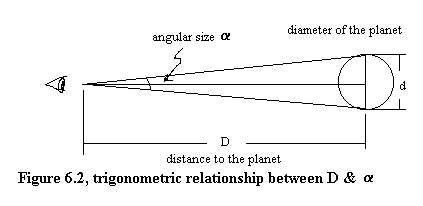 diameter of the planet
angular size α
d
D
distance to the planet
Figure 6.2, trigonometric relationship between D & α